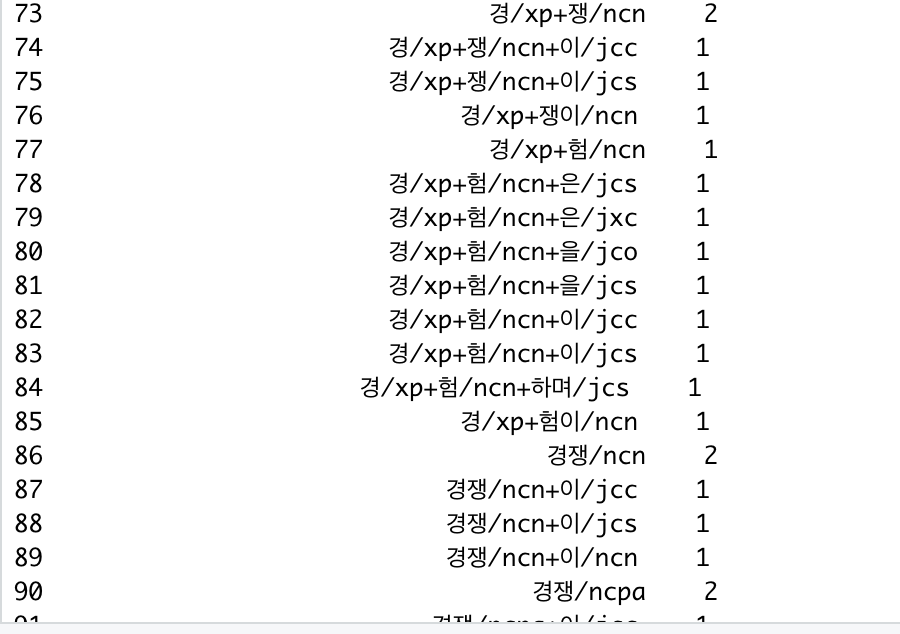 73 경/xp+쟁/ncn 2
74 경/xp+쟁/ncn+이/jcc 1
75 경/xp+쟁/ncn+이/jcs 1
76 경/xp+쟁이/ncn 1
77 경/xp+험/ncn 1
78 경/xp+험/ncn+은/jcs 1
79 경/xp+험/ncn+은/jxc 1
80 경/xp+험/ncn+을/jco 1
81 경/xp+험/ncn+을/jcs 1
82 경/xp+험/ncn+이/jcc 1
83 경/xp+험/ncn+이/jcs 1
84 경/xp+험/ncn+하며/jcs 1
85 경/xp+험이/ncn 1
86 경쟁/ncn 2
87 경쟁/ncn+이/jcc 1
88 경쟁/ncn+이/jcs 1
89 경쟁/ncn+이/ncn 1
90 경쟁/ncpa 2